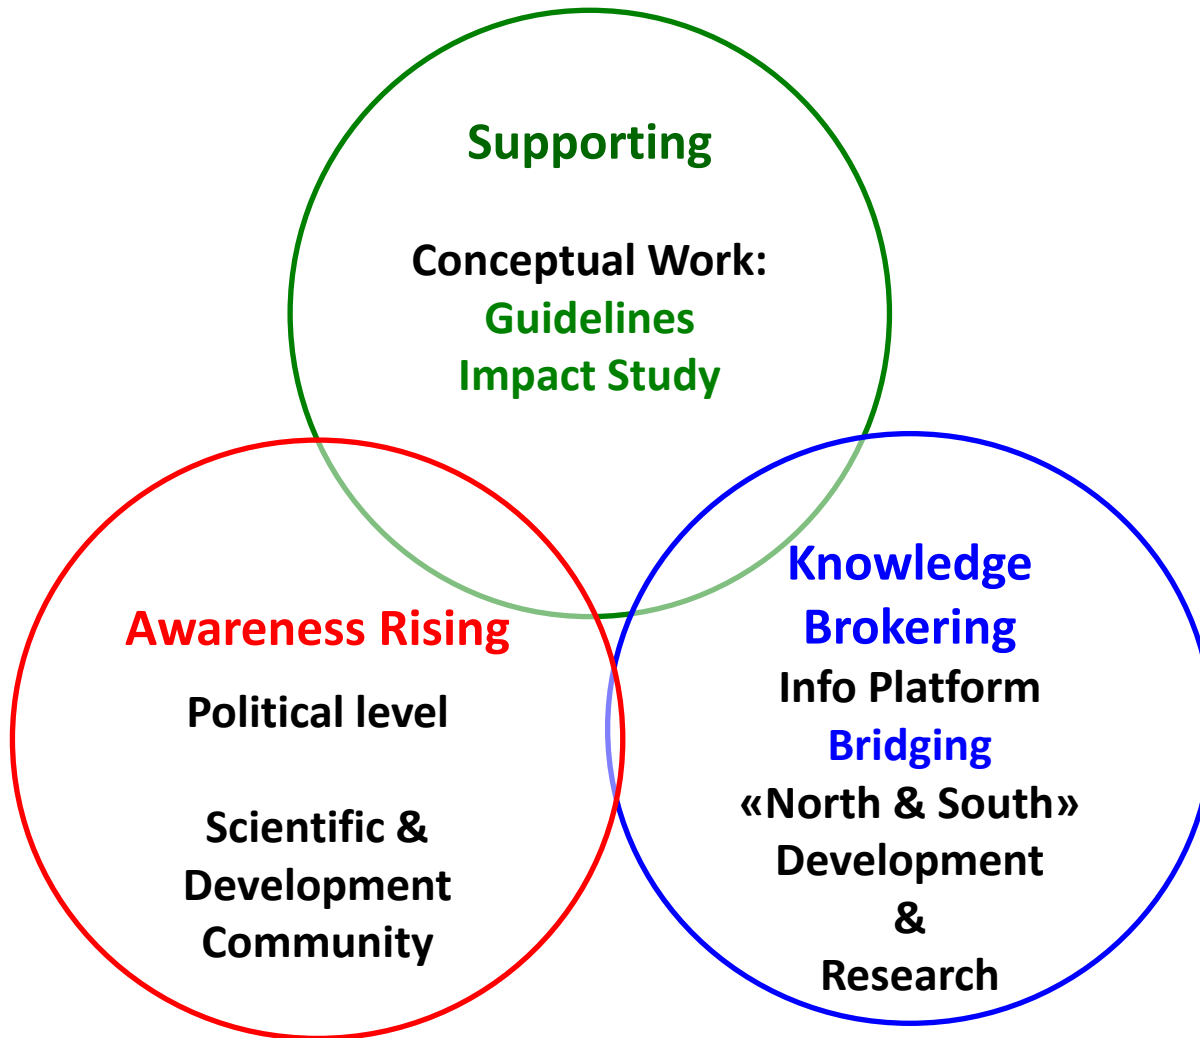 Supporting
Conceptual Work:
Guidelines
Impact Study
Awareness Rising
Political level
Scientific &
Development
Community
Knowledge
Brokering
Info Platform
Bridging
«North & South»
Development
&
Research